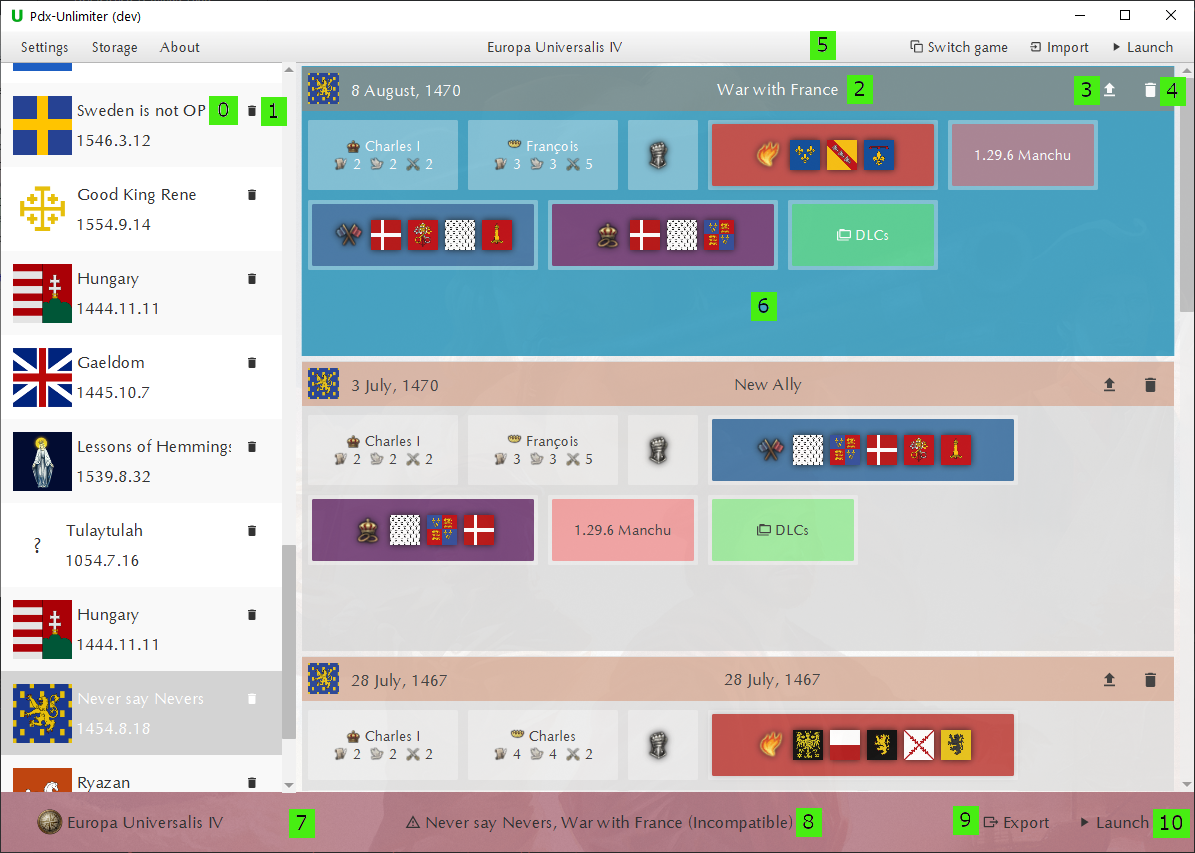 U Pdx-Unlimiter (dev)
Settings Storage About Europa Universalis IV 5 Switch game Import Launch
Sweden is not OP 0 1
1546.3.12
Good King Rene
1554.9.14
Hungary
1444.11.11
Gaeldom
1445.10.7
Lessons of Hemmings
1539.8.32
? Tulaytulah
1054.7.16
Hungary
1444.11.11
Never say Nevers
1454.8.18
Ryazan
8 August, 1470 War with France 2 3 4
Charles I
2 2 2
François
3 3 5
1.29.6 Manchu
DLCs
6
3 July, 1470 New Ally
Charles I
2 2 2
François
3 3 5
1.29.6 Manchu
DLCs
28 July, 1467 28 July, 1467
Charles I
2 2 2
Charles
4 4 2
Europa Universalis IV 7 Never say Nevers, War with France (Incompatible) 8 9 Export Launch 10